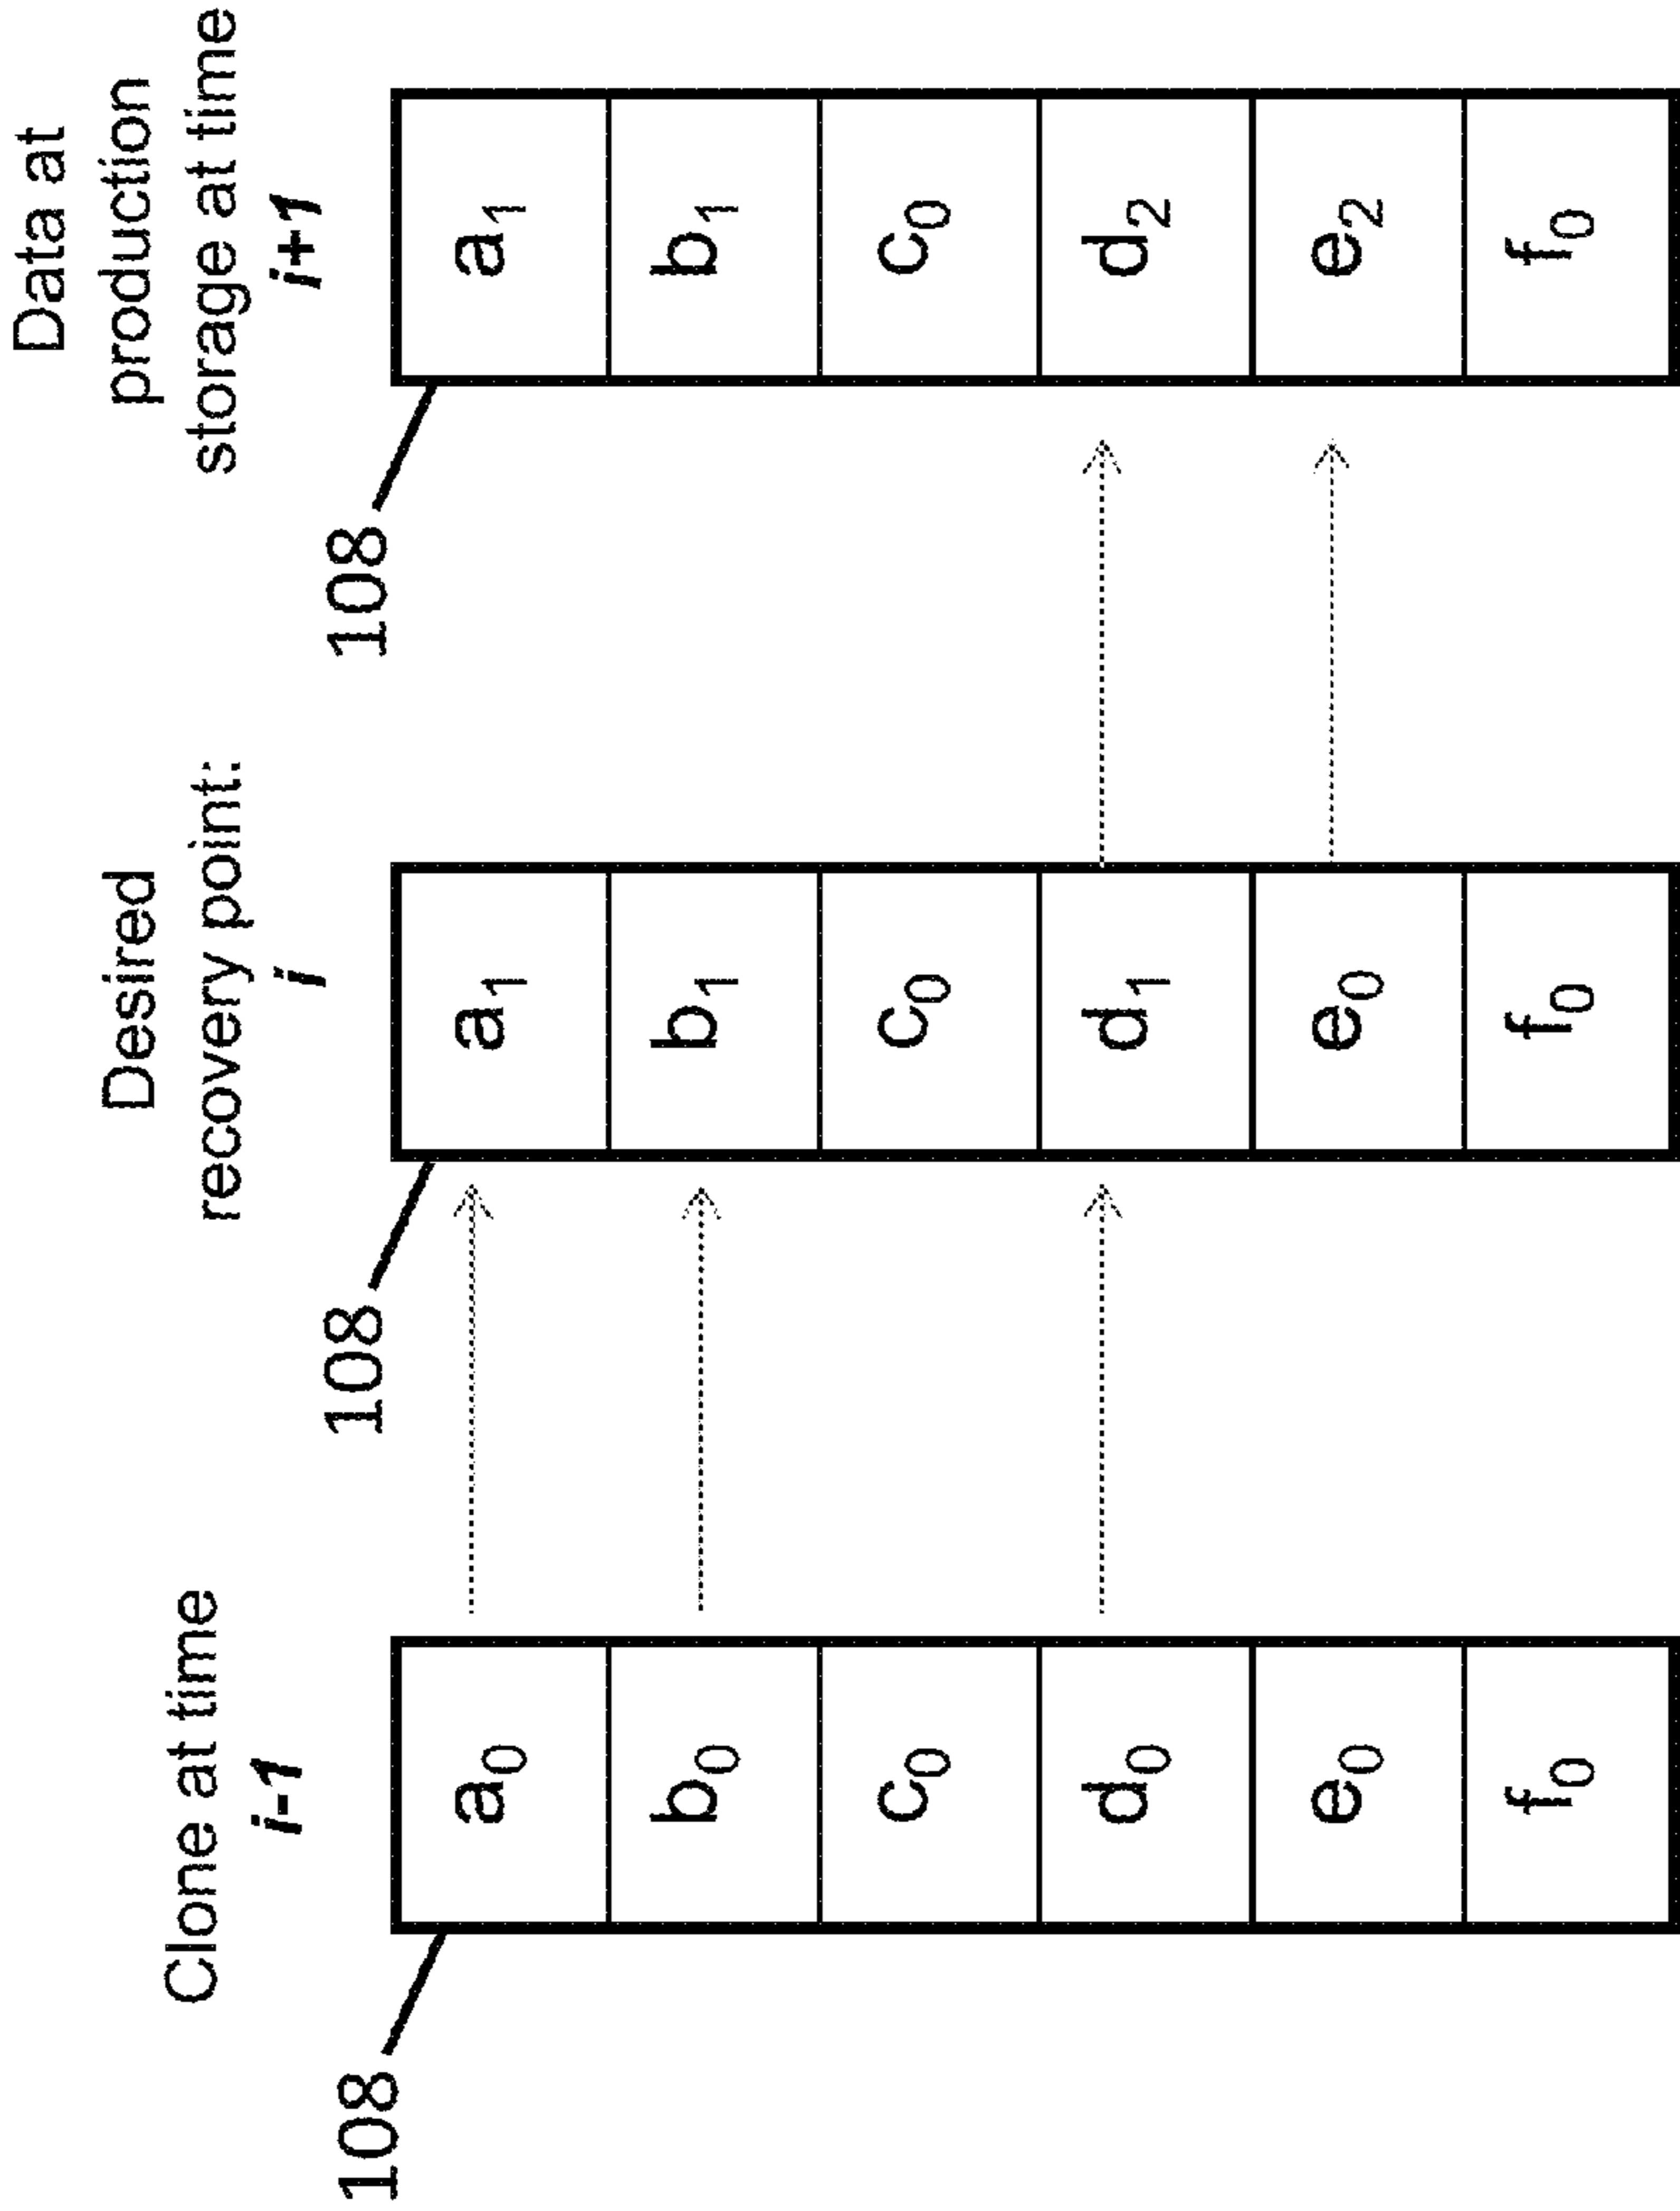 Clone at time
i-1
108
a0
b0
c0
d0
e0
f0
Desired
recovery point:
i
108
a1
b1
c0
d1
e0
f0
Data at
production
storage at time
i+1
108
a1
b1
c0
d2
e2
f0